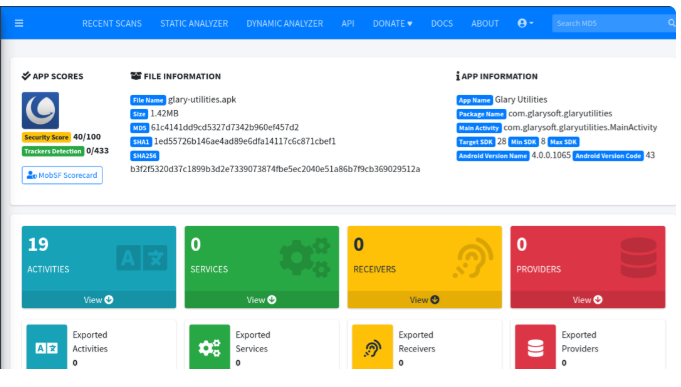 RECENT SCANS STATIC ANALYZER DYNAMIC ANALYZER API DONATE ♥ DOCS ABOUT Search MD5
APP SCORES
Security Score 40/100
Trackers Detection 0/433
MobSF Scorecard
FILE INFORMATION
File Name glary-utilities.apk
Size 1.42MB
MD5 61c4141dd9cd5327d7342b960ef457d2
SHA1 1ed55726b146ae4ad89e6dfa14117c6c871cbef1
SHA256
b3f2f5320d37c1899b3d2e7339073874fbe5ec2040e51a86b7f9cb369029512a
APP INFORMATION
App Name Glary Utilities
Package Name com.glarysoft.glaryutilities
Main Activity com.glarysoft.glaryutilities.MainActivity
Target SDK 28 Min SDK 8 Max SDK
Android Version Name 4.0.0.1065 Android Version Code 43
19
ACTIVITIES
View
0
SERVICES
View
0
RECEIVERS
View
0
PROVIDERS
View
Exported
Activities
0
Exported
Services
0
Exported
Receivers
0
Exported
Providers
0